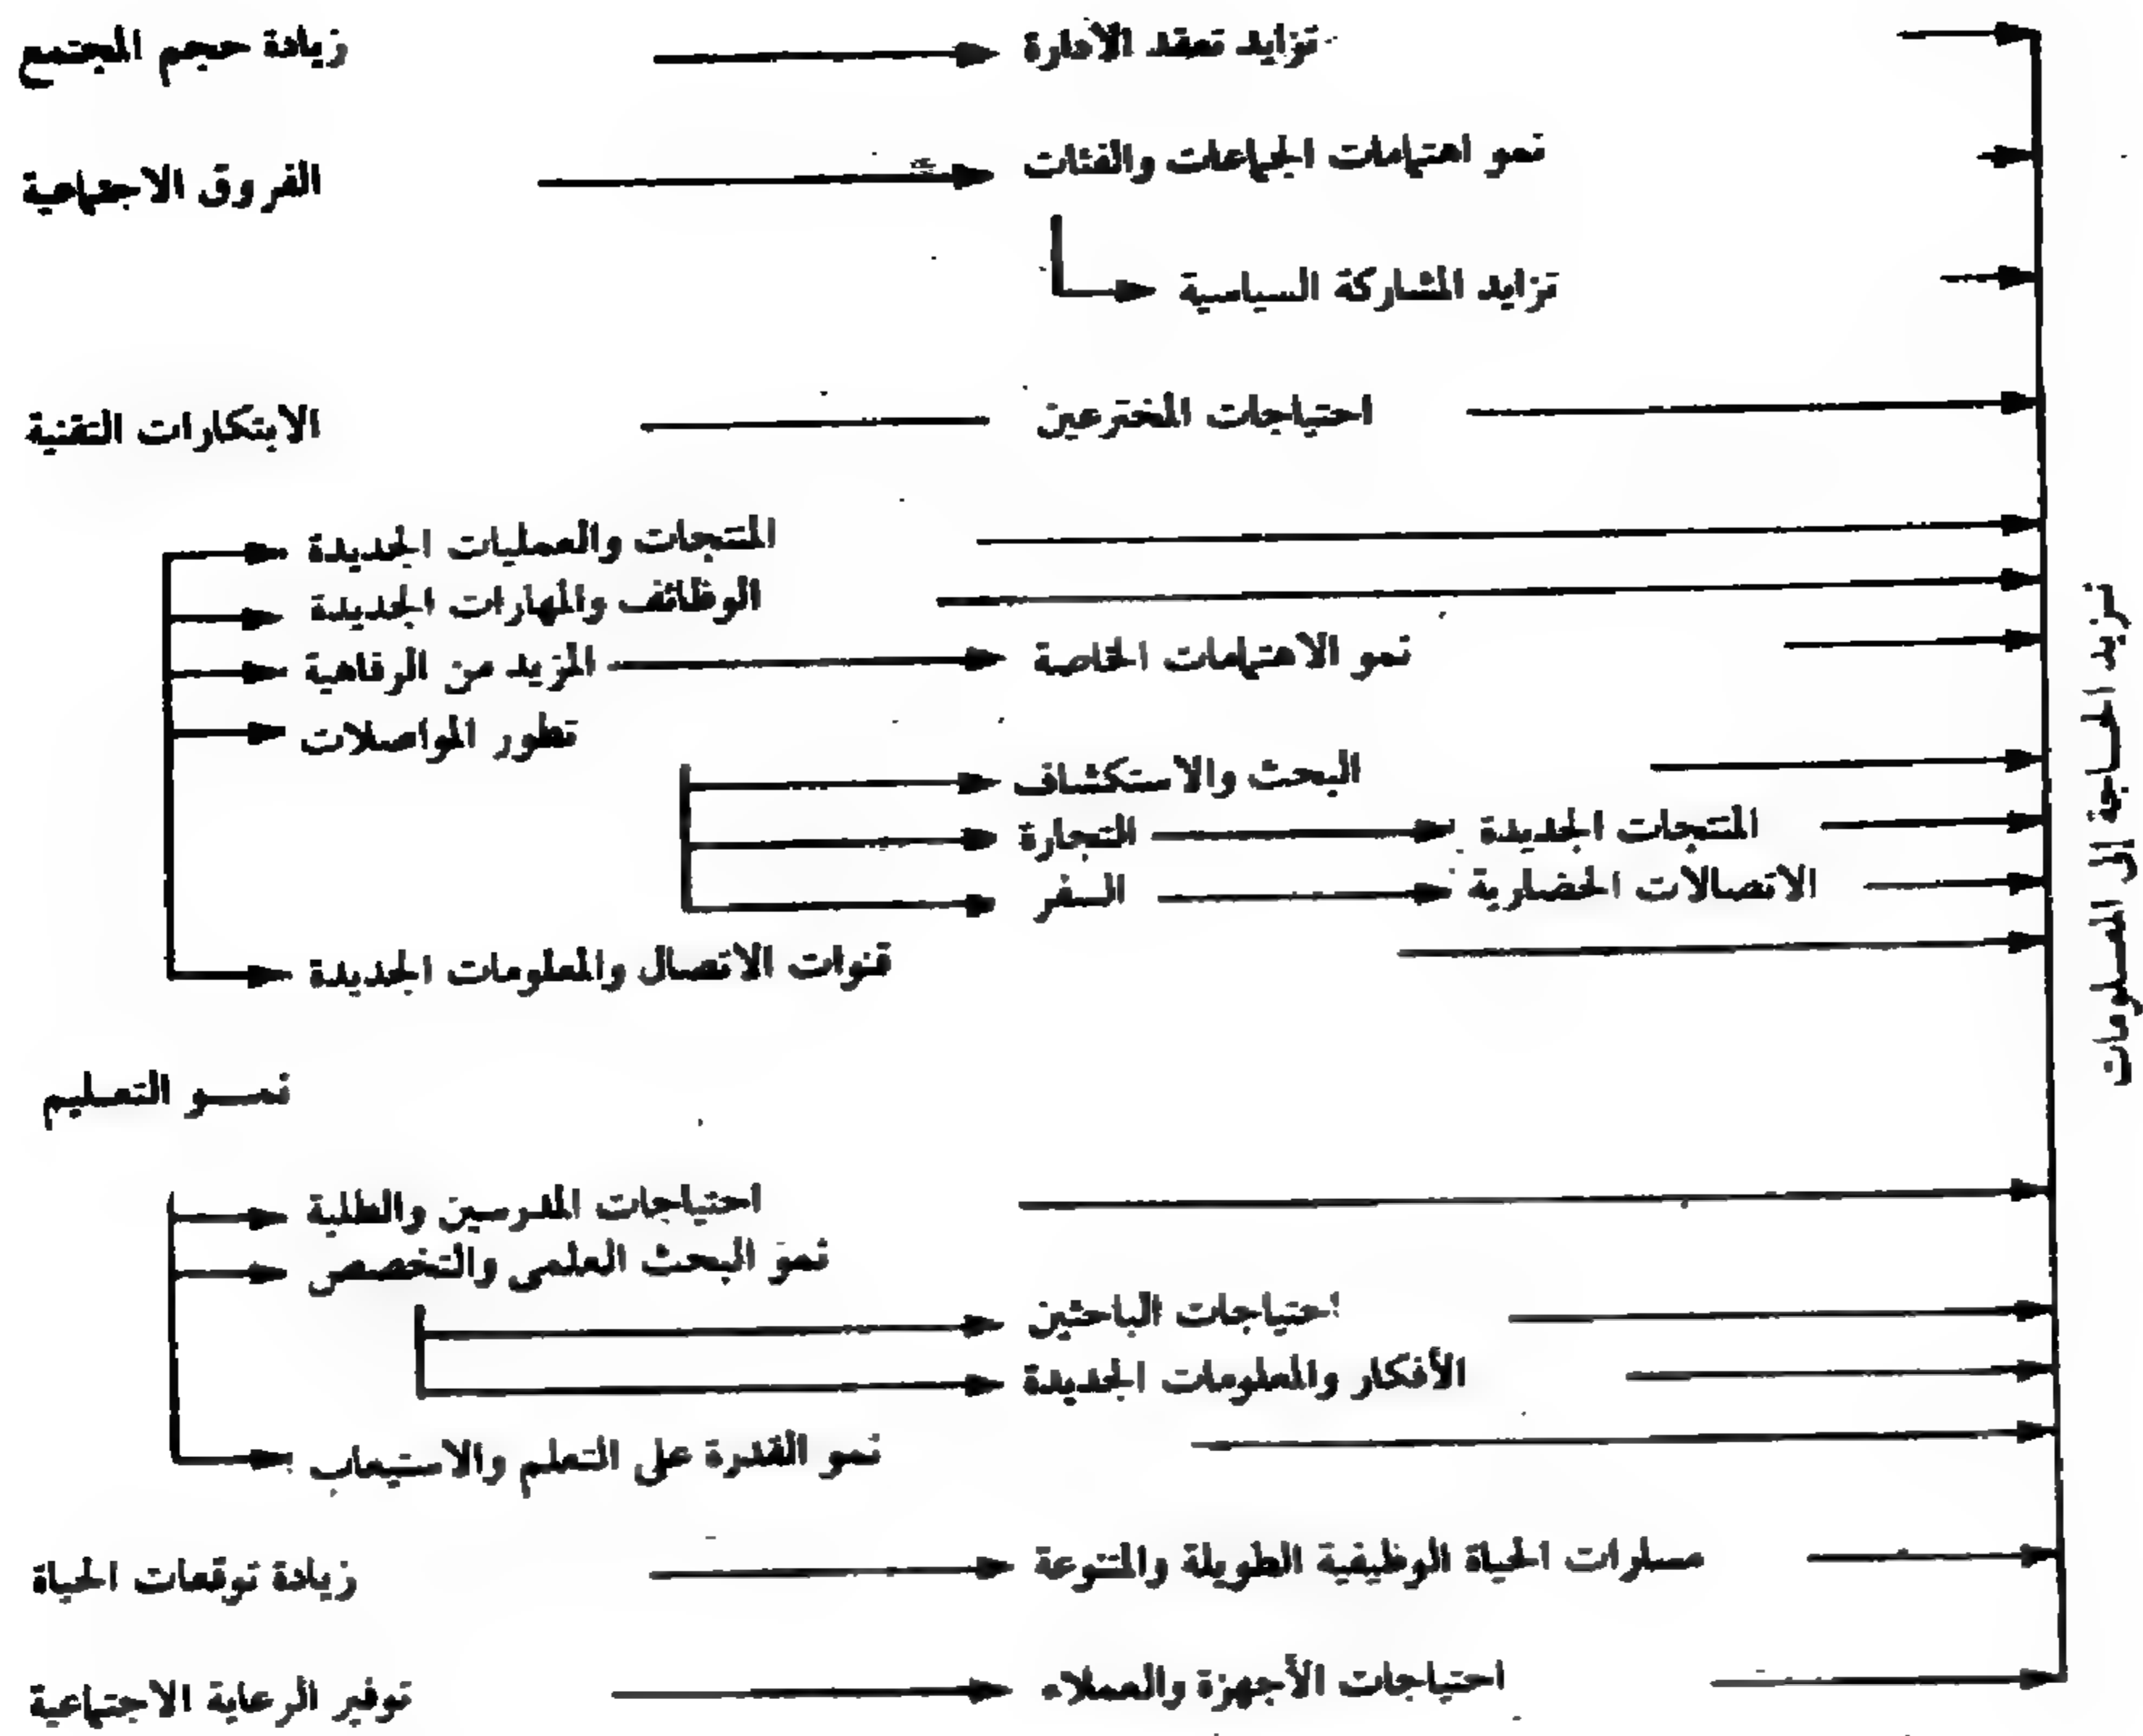 زيادة حجم المجتمع
تزايد تعقد الأدارة
الفروق الاجتماعية
نمو اهتمامات الجماعات والفئات
تزايد المشاركة السياسية
الابتكارات التقنية
احتياجات المخترعين
المنتجات والعمليات الجديدة
الوظائف والمهارات الجديدة
المزيد من الرفاهية
نمو الاهتمامات الخاصة
تطور المواصلات
البحث والاستكشاف
التجارة
المنتجات الجديدة
السفر
الاتصالات الحضارية
قنوات الاتصال والمعلومات الجديدة
نمو التعليم
احتياجات المدرسين والطلبة
نمو البحث العلمى والتخصص
احتياجات الباحثين
الأفكار والمعلومات الجديدة
نمو القدرة على التعلم والاستيعاب
زيادة توقعات الحياة
مسارات الحياة الوظيفية الطويلة والمتنوعة
توفير الرعاية الاجتماعية
احتياجات الأجهزة والعملاء
تزيد الحاجة إلى المعلومات